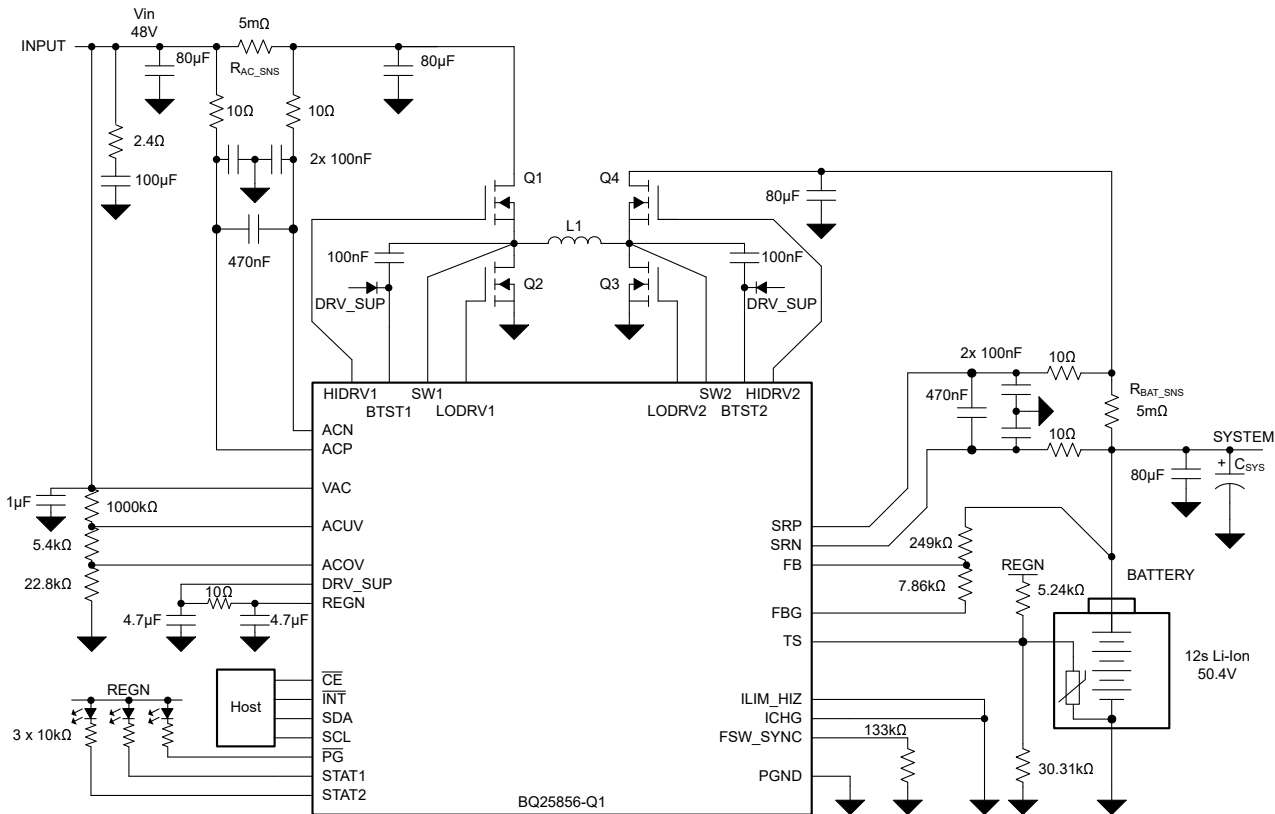 Vin
48V
5mΩ
INPUT
80µF
R_AC_SNS
80µF
10Ω
10Ω
2.4Ω
2x 100nF
100µF
Q1
Q4
80µF
L1
470nF
100nF
100nF
Q2
Q3
DRV_SUP
DRV_SUP
2x 100nF
10Ω
HIDRV1
SW1
SW2
HIDRV2
BTST1
LODRV1
LODRV2
BTST2
470nF
R_BAT_SNS
5mΩ
ACN
ACP
10Ω
SYSTEM
+
C_SYS
80µF
VAC
1µF
1000kΩ
ACUV
SRP
5.4kΩ
SRN
249kΩ
ACOV
FB
REGN
BATTERY
22.8kΩ
DRV_SUP
10Ω
REGN
7.86kΩ
5.24kΩ
4.7µF
4.7µF
FBG
TS
12s Li-Ion
50.4V
REGN
Host
CE
INT
SDA
SCL
PG
STAT1
STAT2
3 x 10kΩ
ILIM_HIZ
ICHG
FSW_SYNC
133kΩ
PGND
30.31kΩ
BQ25856-Q1